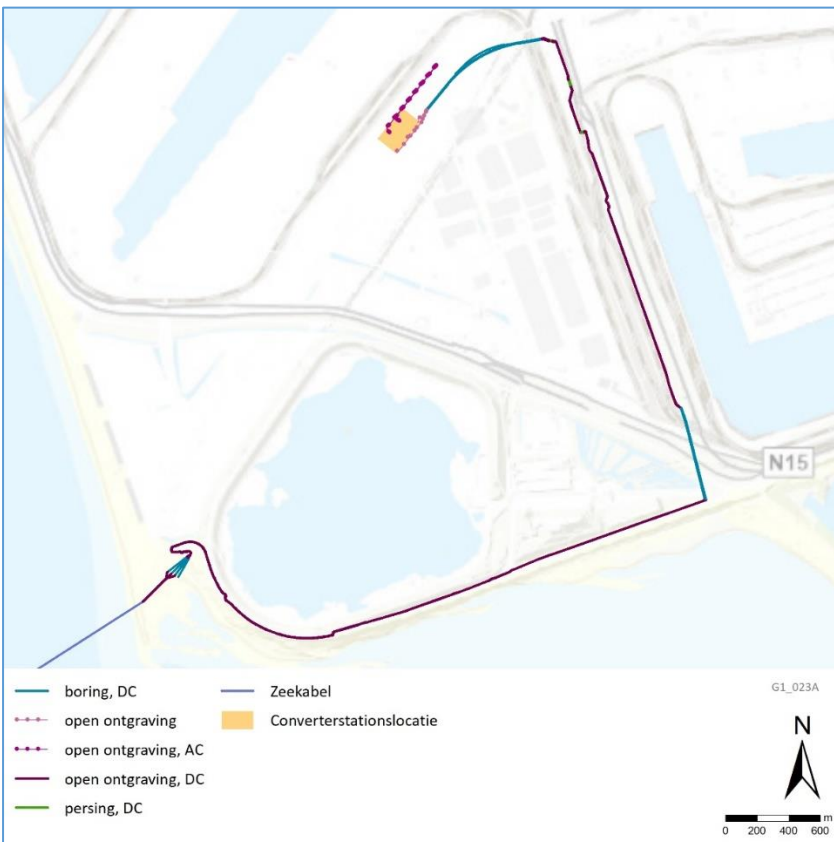 N15
boring, DC
open ontgraving
open ontgraving, AC
open ontgraving, DC
persing, DC
Zeekabel
Converterstationslocatie
G1_023A
N
m
0 200 400 600